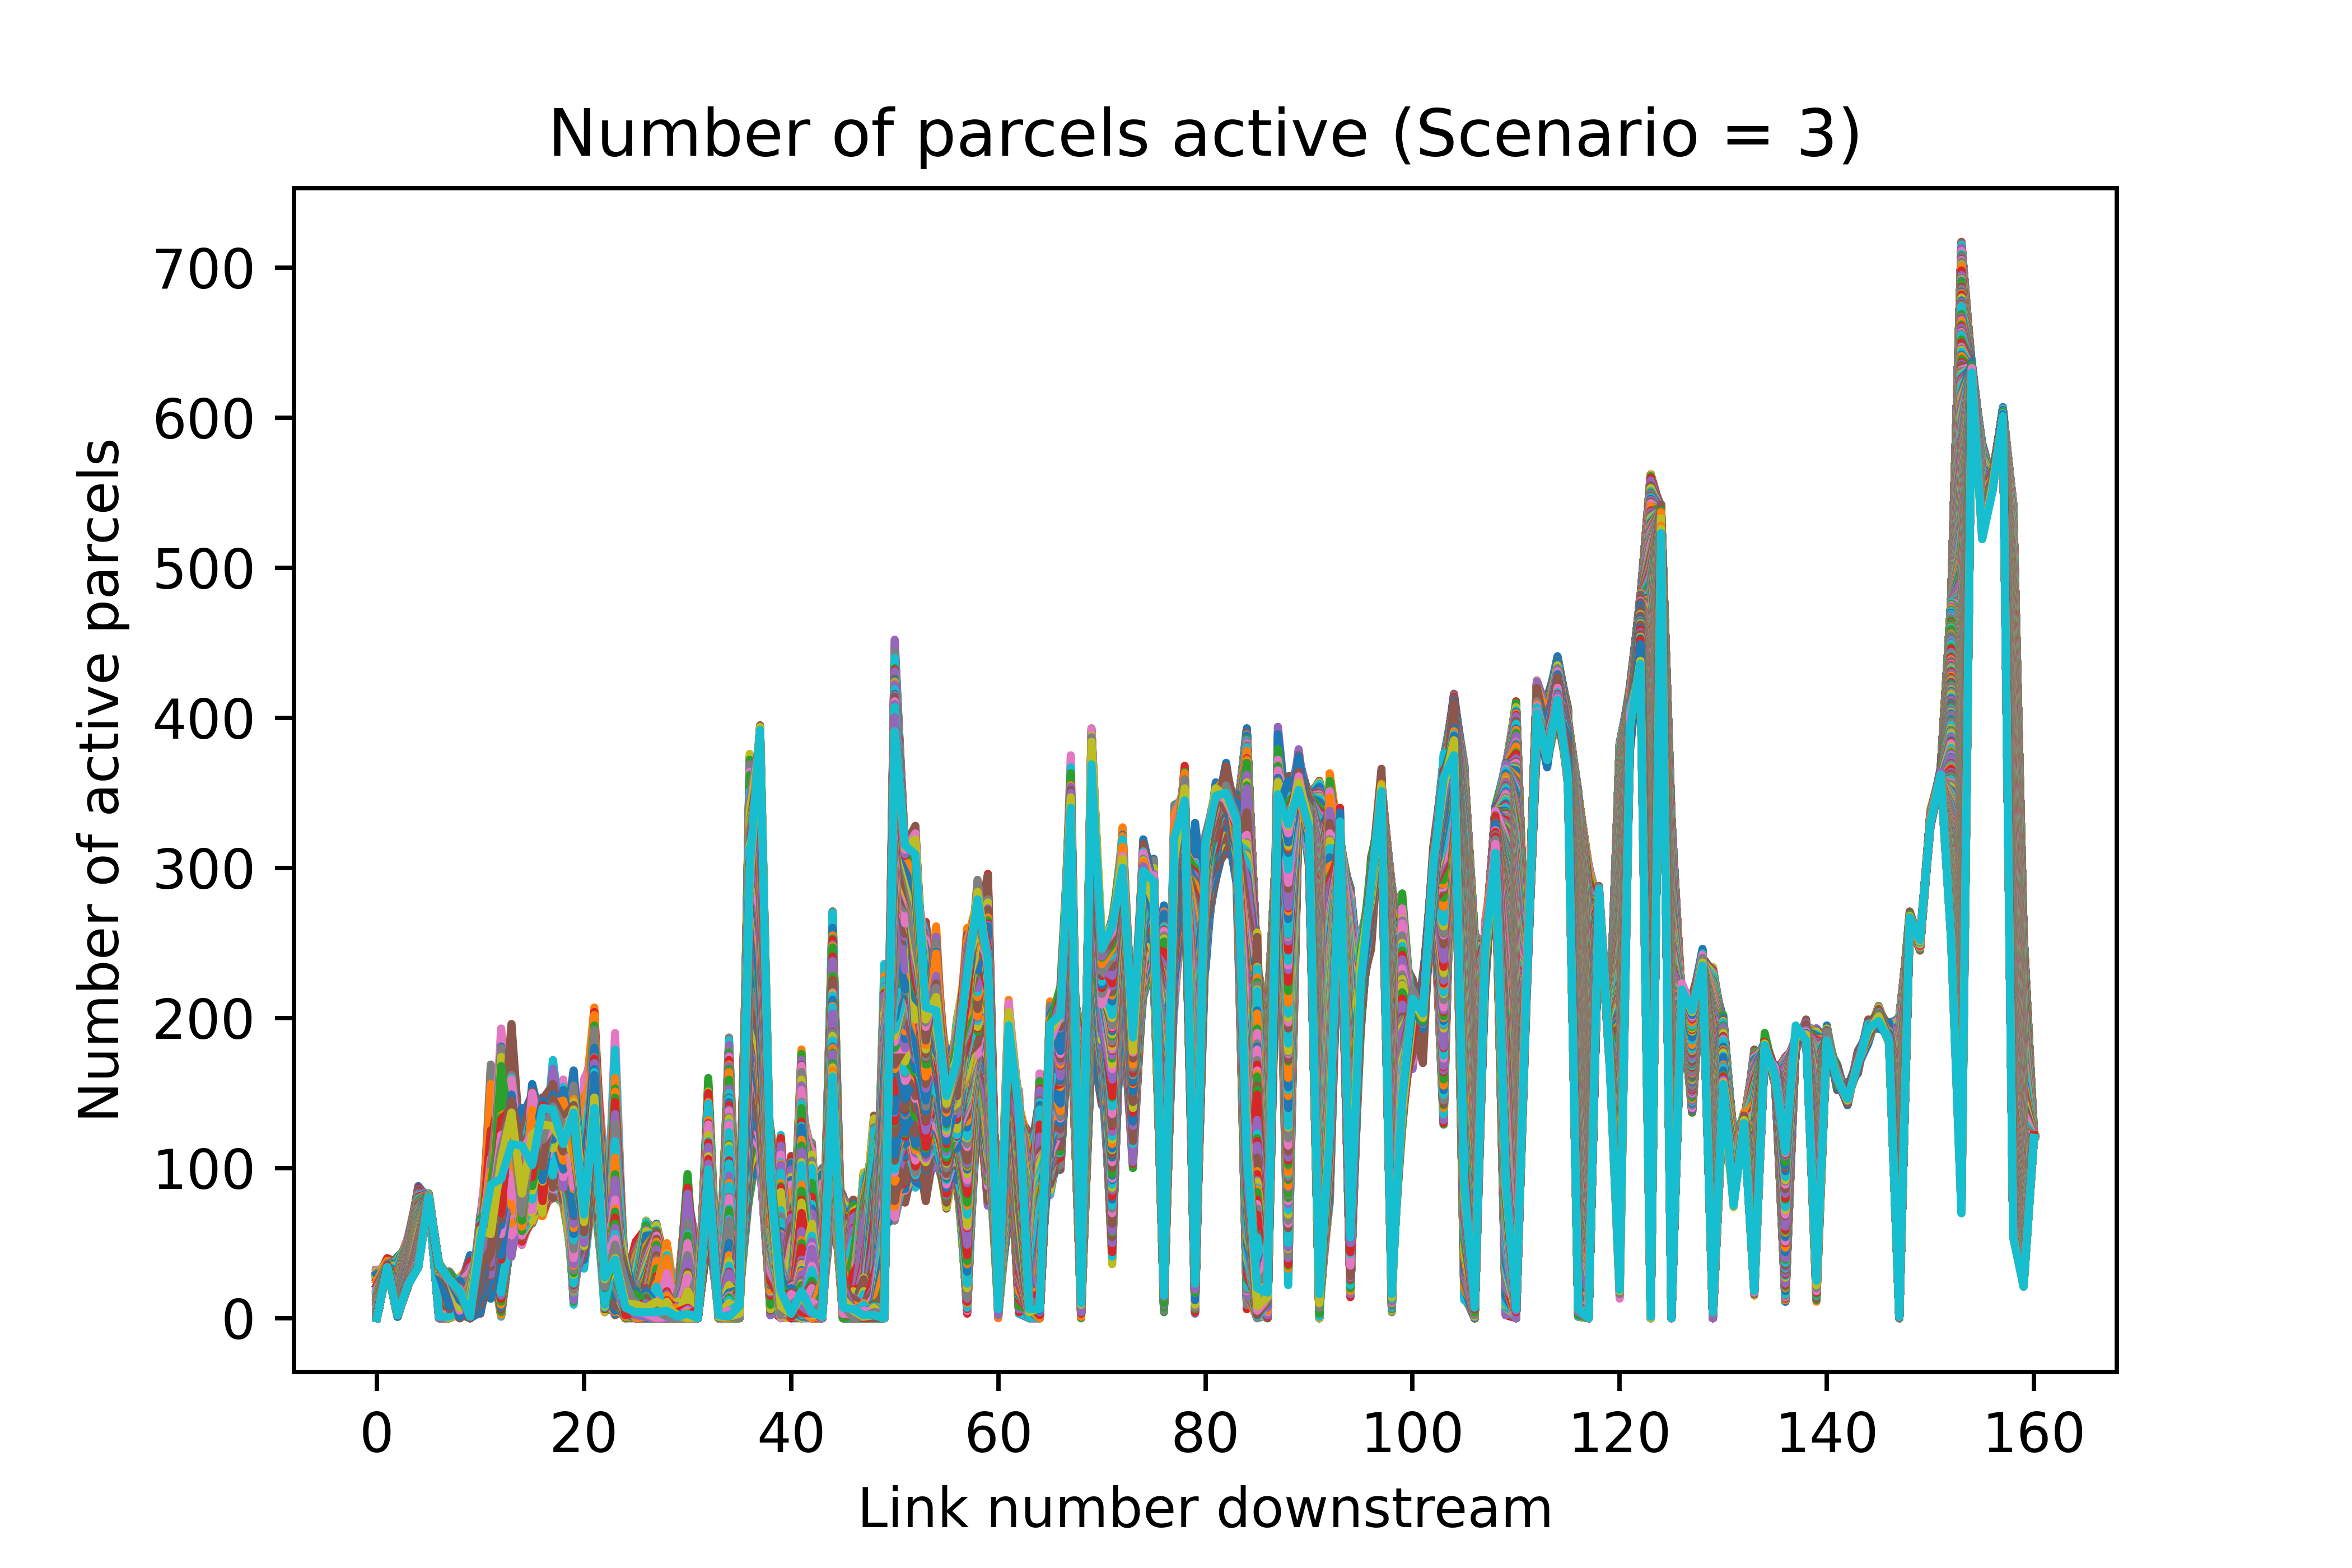 Number of parcels active (Scenario = 3)
Number of active parcels
700
600
500
400
300
200
100
0
0 20 40 60 80 100 120 140 160
Link number downstream